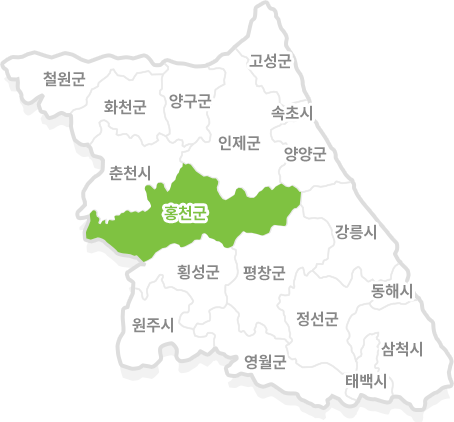 고성군
철원군
화천군
양구군
속초시
인제군
양양군
춘천시
홍천군
강릉시
횡성군
평창군
동해시
원주시
정선군
삼척시
영월군
태백시